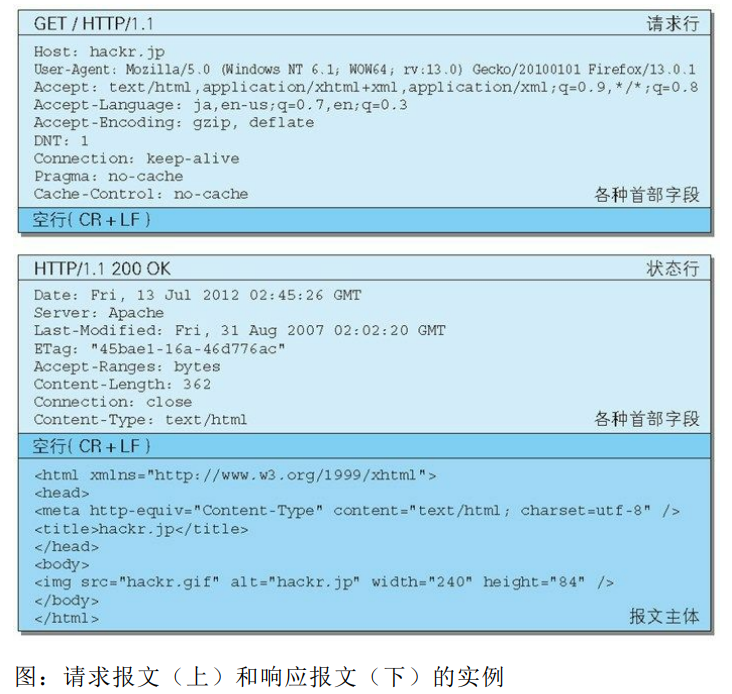 GET / HTTP/1.1 请求行
Host: hackr.jp
User-Agent: Mozilla/5.0 (Windows NT 6.1; WOW64; rv:13.0) Gecko/20100101 Firefox/13.0.1
Accept: text/html,application/xhtml+xml,application/xml;q=0.9,*/*;q=0.8
Accept-Language: ja,en-us;q=0.7,en;q=0.3
Accept-Encoding: gzip, deflate
DNT: 1
Connection: keep-alive
Pragma: no-cache
Cache-Control: no-cache 各种首部字段
空行( CR + LF )
HTTP/1.1 200 OK 状态行
Date: Fri, 13 Jul 2012 02:45:26 GMT
Server: Apache
Last-Modified: Fri, 31 Aug 2007 02:02:20 GMT
ETag: "45bae1-16a-46d776ac"
Accept-Ranges: bytes
Content-Length: 362
Connection: close
Content-Type: text/html 各种首部字段
空行( CR + LF )
<html xmlns="http://www.w3.org/1999/xhtml">
<head>
<meta http-equiv="Content-Type" content="text/html; charset=utf-8" />
<title>hackr.jp</title>
</head>
<body>
<img src="hackr.gif" alt="hackr.jp" width="240" height="84" />
</body>
</html> 报文主体
图：请求报文（上）和响应报文（下）的实例